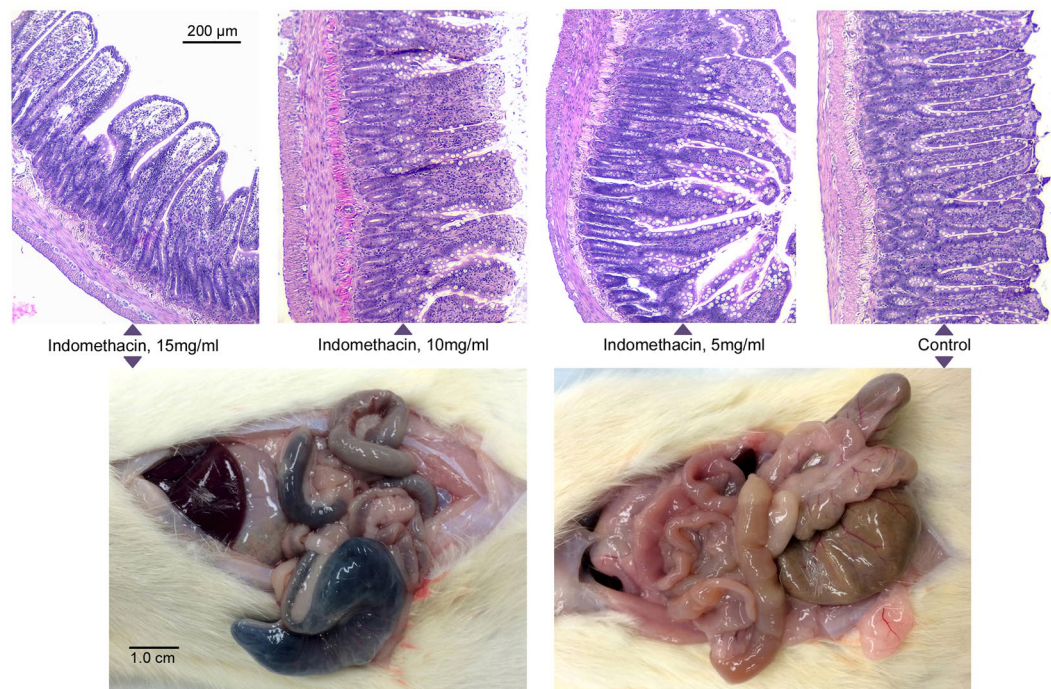 200 µm
Indomethacin, 15mg/ml
Indomethacin, 10mg/ml
Indomethacin, 5mg/ml
Control
1.0 cm